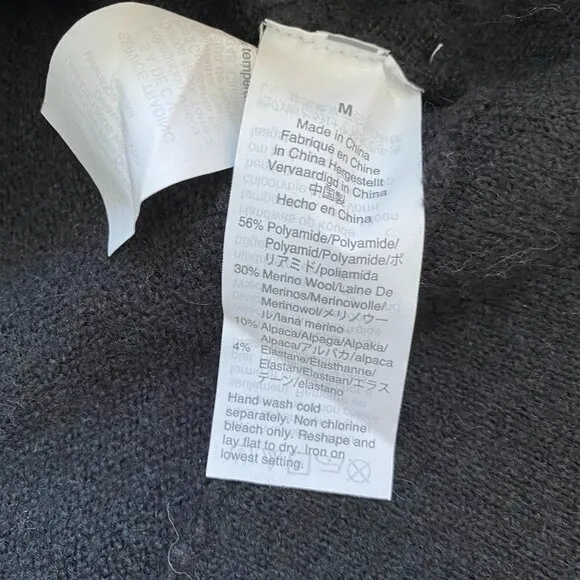 M
Made in China
Fabriqué en Chine
in China Hergestellt
Vervaardigd in China
中国製
Hecho en China
56% Polyamide/Polyamide/
Polyamid/Polyamide/ポ
リアミド/poliamida
30% Merino Wool/Laine De
Merinos/Merinowolle/
Merinowol/メリノウー
ル/lana merino
10% Alpaca/Alpaga/Alpaka/
Alpaca/アルパカ/alpaca
4% Elastane/Élasthanne/
Elastan/Elastaan/エラス
テーン/elastano
Hand wash cold
separately. Non chlorine
bleach only. Reshape and
lay flat to dry. Iron on
lowest setting.